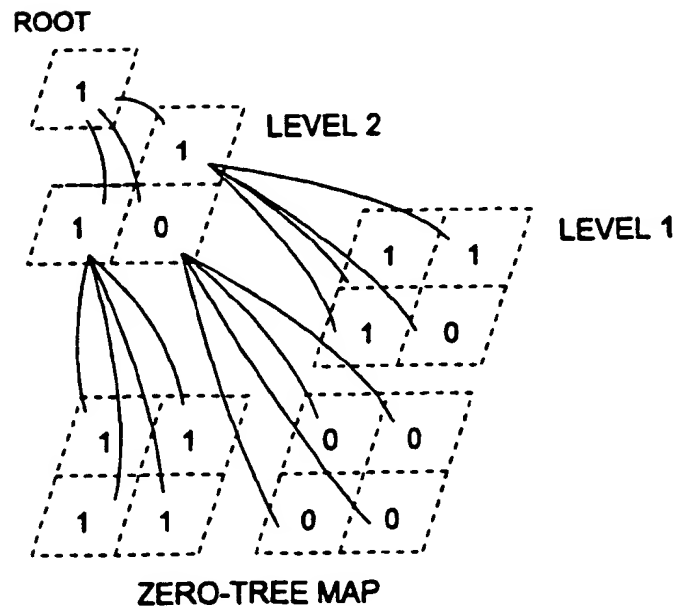 ROOT
1
1
LEVEL 2
1 0
1 1
LEVEL 1
1 0
1 1
0 0
1 1
0 0
ZERO-TREE MAP